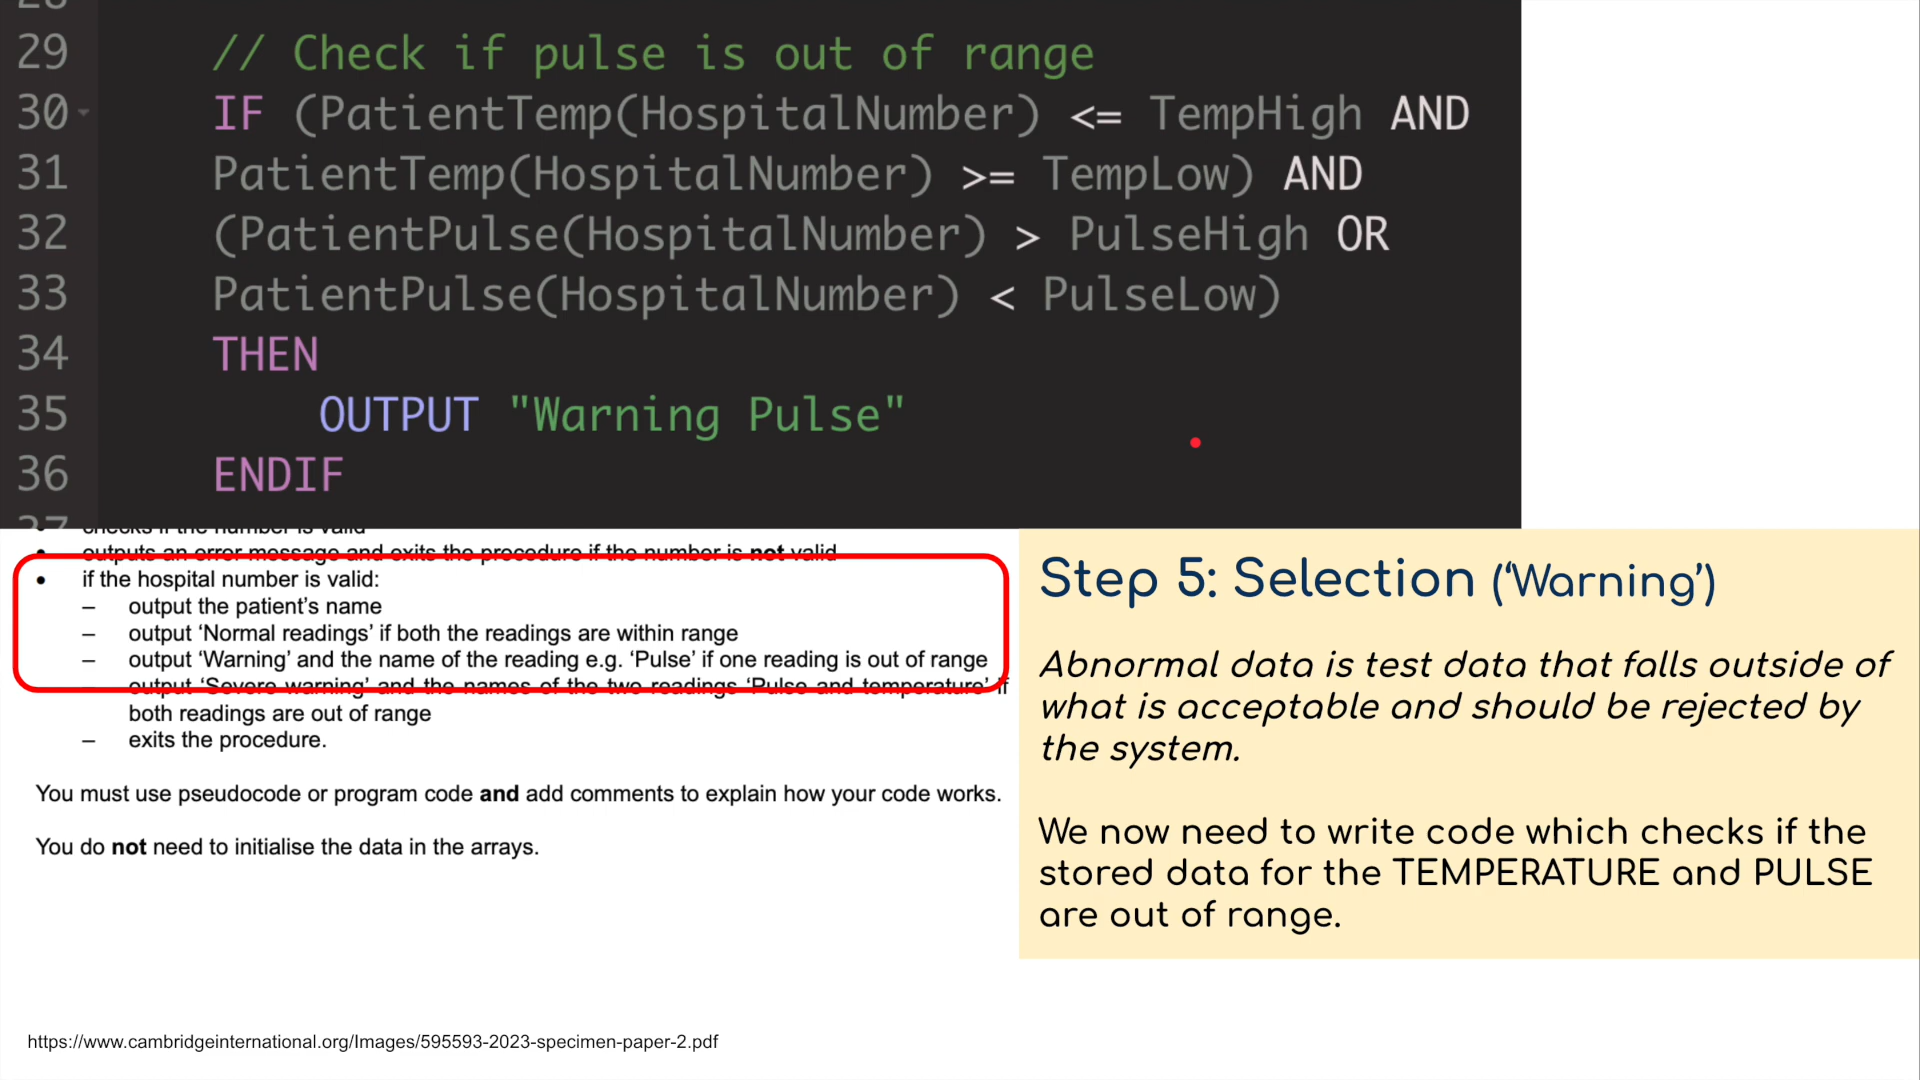 29 // Check if pulse is out of range
30 IF (PatientTemp(HospitalNumber) <= TempHigh AND
31 PatientTemp(HospitalNumber) >= TempLow) AND
32 (PatientPulse(HospitalNumber) > PulseHigh OR
33 PatientPulse(HospitalNumber) < PulseLow)
34 THEN
35 OUTPUT "Warning Pulse"
36 ENDIF
• checks if the number is valid
• outputs an error message and exits the procedure if the number is not valid
• if the hospital number is valid:
– output the patient's name
– output ‘Normal readings’ if both the readings are within range
– output ‘Warning’ and the name of the reading e.g. ‘Pulse’ if one reading is out of range
– output ‘Severe warning’ and the names of the two readings ‘Pulse and temperature’ if
both readings are out of range
– exits the procedure.
You must use pseudocode or program code and add comments to explain how your code works.
You do not need to initialise the data in the arrays.
Step 5: Selection (‘Warning’)
Abnormal data is test data that falls outside of
what is acceptable and should be rejected by
the system.
We now need to write code which checks if the
stored data for the TEMPERATURE and PULSE
are out of range.
https://www.cambridgeinternational.org/Images/595593-2023-specimen-paper-2.pdf